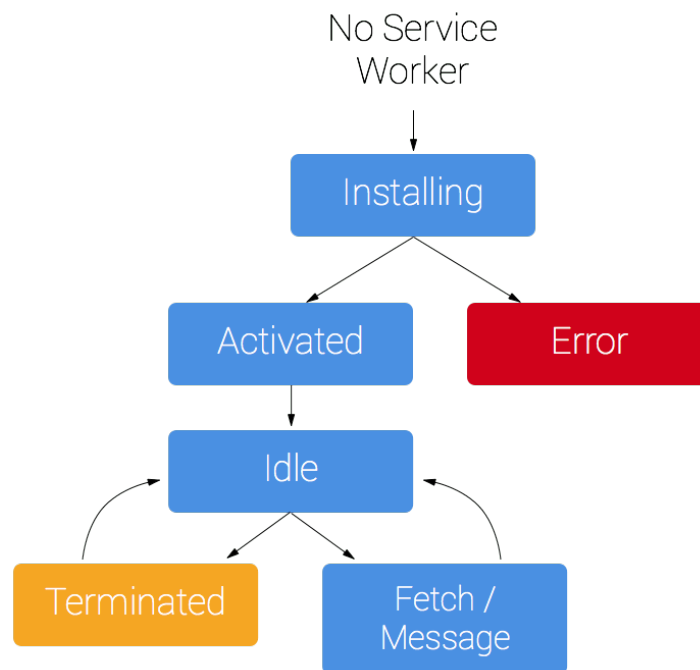 No Service
Worker
Installing
Activated
Error
Idle
Terminated
Fetch /
Message